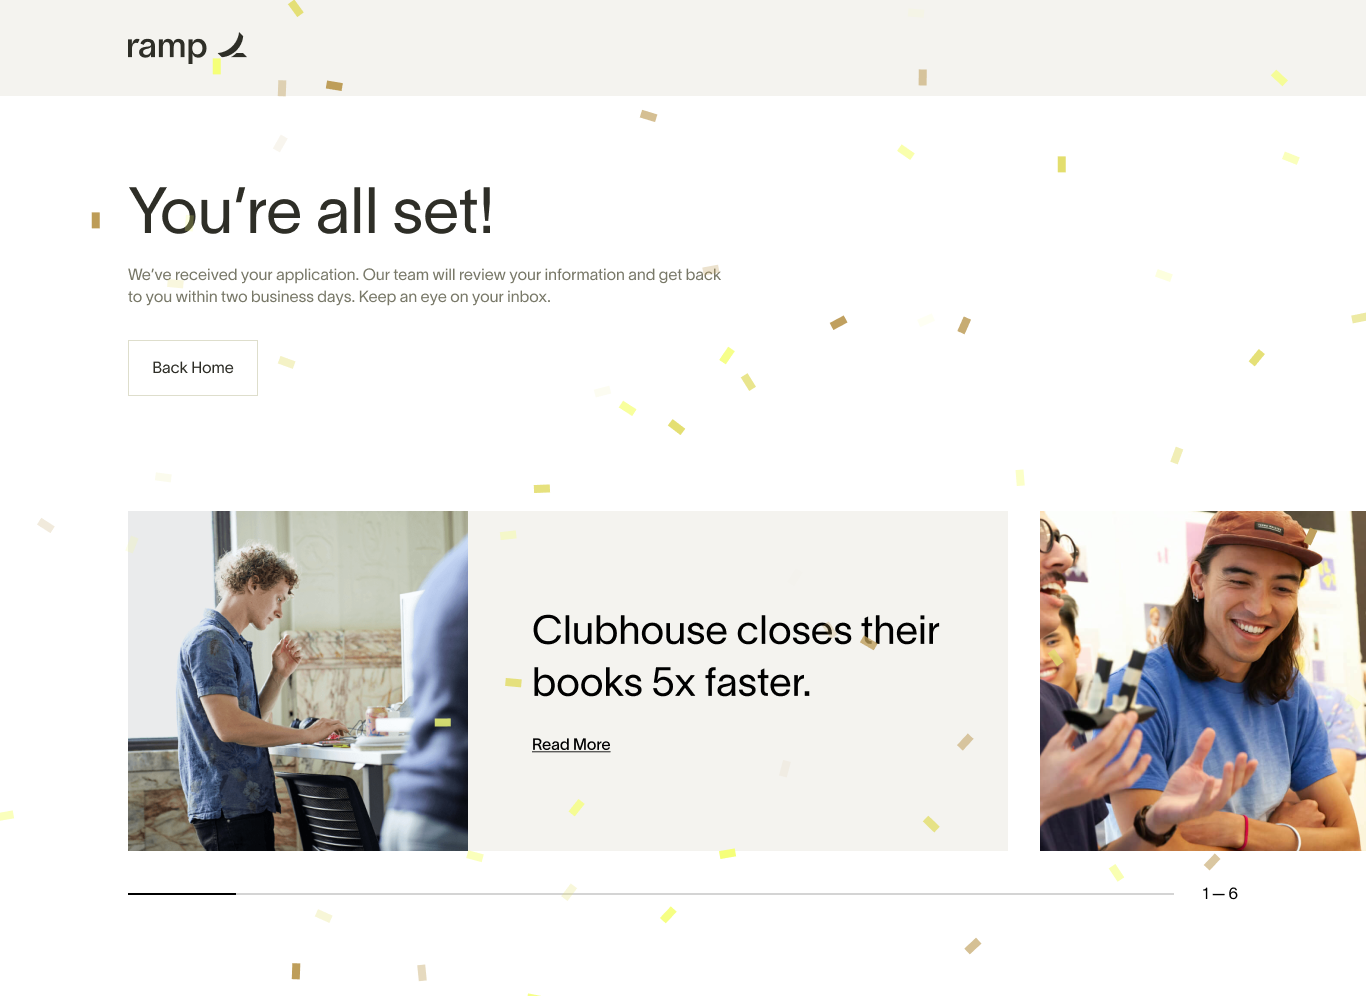 ramp
You’re all set!
We’ve received your application. Our team will review your information and get back
to you within two business days. Keep an eye on your inbox.
Back Home
Clubhouse closes their
books 5x faster.
Read More
1 — 6